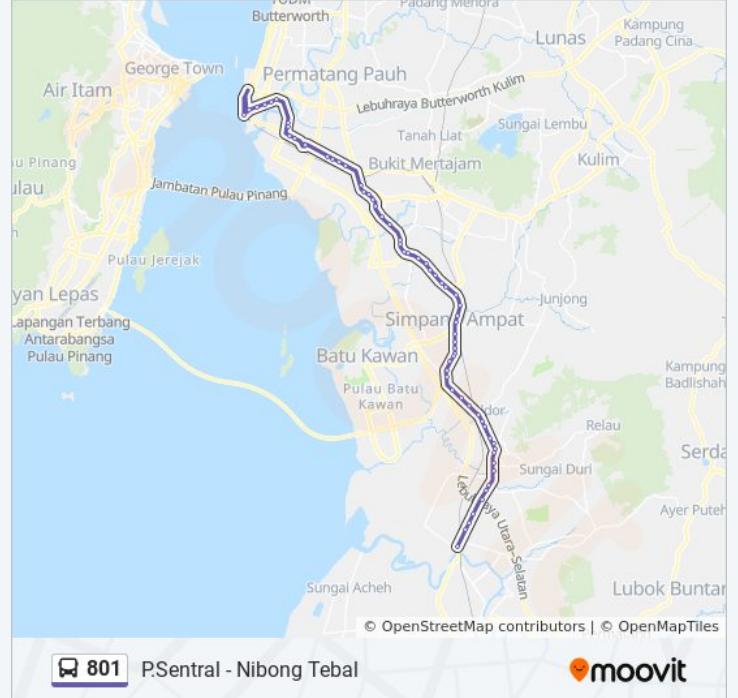 TUDM
Butterworth
Padang Menora
Kampung
Padang Cina
Lunas
George Town
Permatang Pauh
Air Itam
Lebuhraya Butterworth Kulim
Sungai Lembu
Tanah Liat
Kulim
u Pinang
Bukit Mertajam
ulau
Jambatan Pulau Pinang
Pulau Jerejak
yan Lepas
Junjong
apangan Terbang
Antarabangsa
Pulau Pinang
Simpang Ampat
Batu Kawan
Kampung
Badlishah
Pulau Batu
Kawan
idor
Relau
Serda
Sungai Duri
Lebuhraya Utara–Selatan
Ayer Puteh
Sungai Acheh
Lubok Buntar
© OpenStreetMap contributors | © OpenMapTiles
801 P.Sentral - Nibong Tebal
moovit